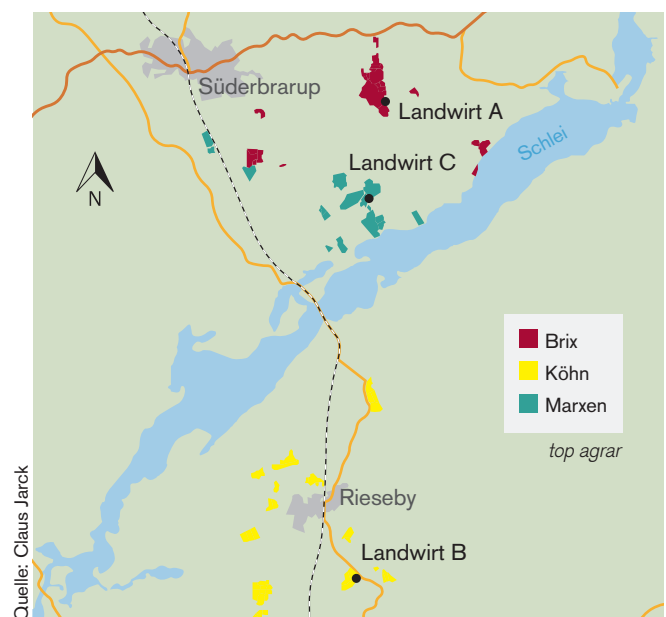 Süderbrarup
Landwirt A
Schlei
Landwirt C
N
Brix
Köhn
Marxen
top agrar
Rieseby
Landwirt B
Quelle: Claus Jarck